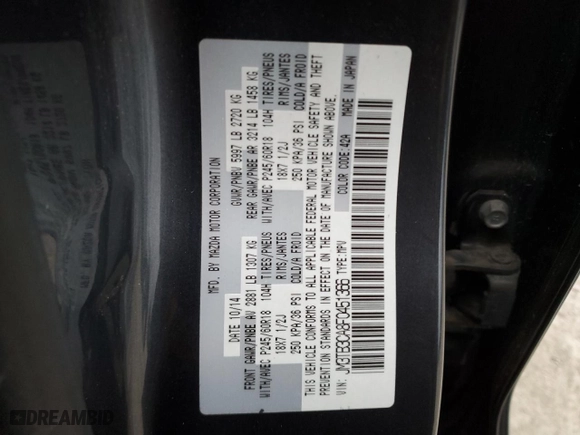 MFD. BY MAZDA MOTOR CORPORATION
DATE 10/14 GVWR/PNBV 5997 LB 2720 KG
FRONT GAWR/PNBE AV 2881 LB 1307 KG REAR GAWR/PNBE AR 3214 LB 1458 KG
WITH/AVEC P245/60R18 104H TIRES/PNEUS WITH/AVEC P245/60R18 104H TIRES/PNEUS
18X7 1/2J RIMS/JANTES 18X7 1/2J RIMS/JANTES
250 KPA/36 PSI COLD/A FROID 250 KPA/36 PSI COLD/A FROID
THIS VEHICLE CONFORMS TO ALL APPLICABLE FEDERAL MOTOR VEHICLE SAFETY AND THEFT
PREVENTION STANDARDS IN EFFECT ON THE DATE OF MANUFACTURE SHOWN ABOVE.
VIN: JM3TB3CA8F0451366 TYPE:MPV COLOR CODE:42A MADE IN JAPAN
DREAMBID